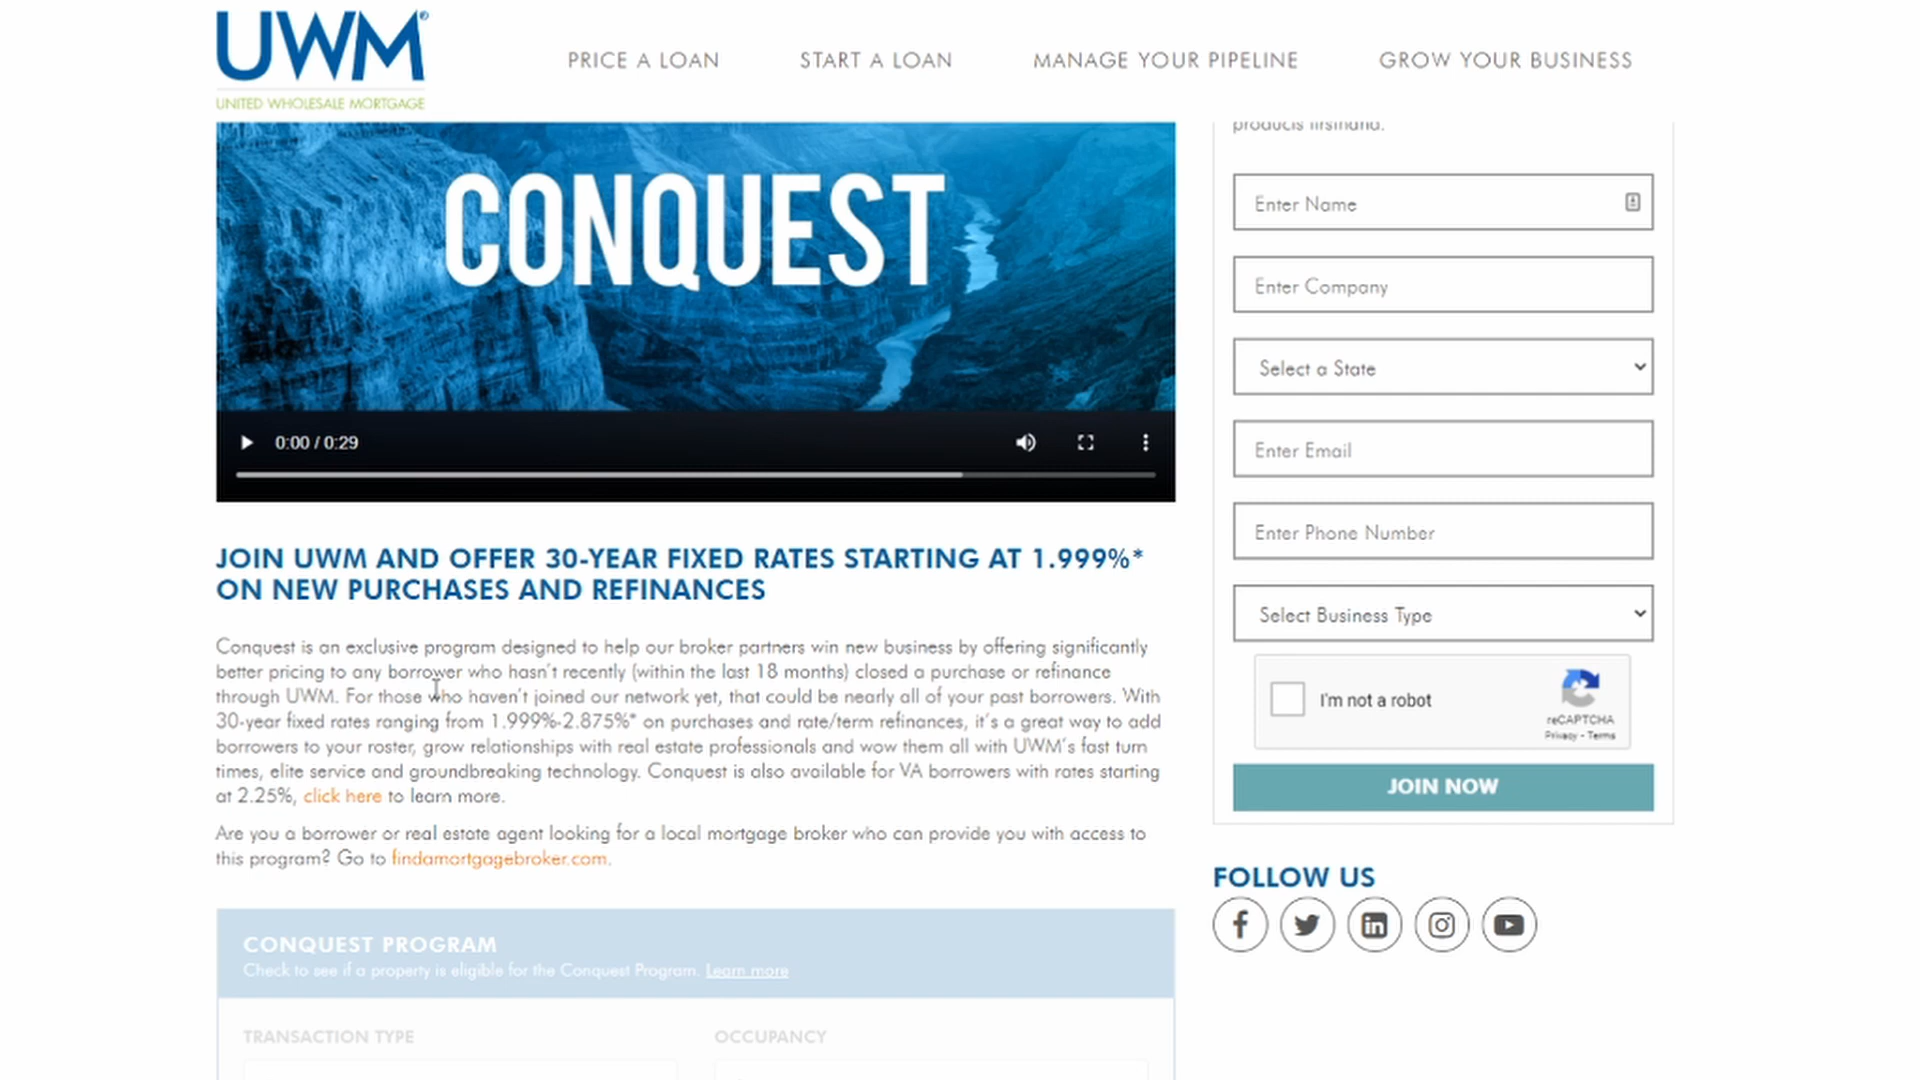 UWM®
UNITED WHOLESALE MORTGAGE
PRICE A LOAN
START A LOAN
MANAGE YOUR PIPELINE
GROW YOUR BUSINESS
CONQUEST
0:00 / 0:29
JOIN UWM AND OFFER 30-YEAR FIXED RATES STARTING AT 1.999%*
ON NEW PURCHASES AND REFINANCES
Conquest is an exclusive program designed to help our broker partners win new business by offering significantly
better pricing to any borrower who hasn't recently (within the last 18 months) closed a purchase or refinance
through UWM. For those who haven't joined our network yet, that could be nearly all of your past borrowers. With
30-year fixed rates ranging from 1.999%-2.875%* on purchases and rate/term refinances, it's a great way to add
borrowers to your roster, grow relationships with real estate professionals and wow them all with UWM's fast turn
times, elite service and groundbreaking technology. Conquest is also available for VA borrowers with rates starting
at 2.25%, click here to learn more.
Are you a borrower or real estate agent looking for a local mortgage broker who can provide you with access to
this program? Go to findamortgagebroker.com.
CONQUEST PROGRAM
Check to see if a property is eligible for the Conquest Program. Learn more
TRANSACTION TYPE
OCCUPANCY
products firsthand.
Enter Name
Enter Company
Select a State
Enter Email
Enter Phone Number
Select Business Type
I'm not a robot
reCAPTCHA
Privacy - Terms
JOIN NOW
FOLLOW US